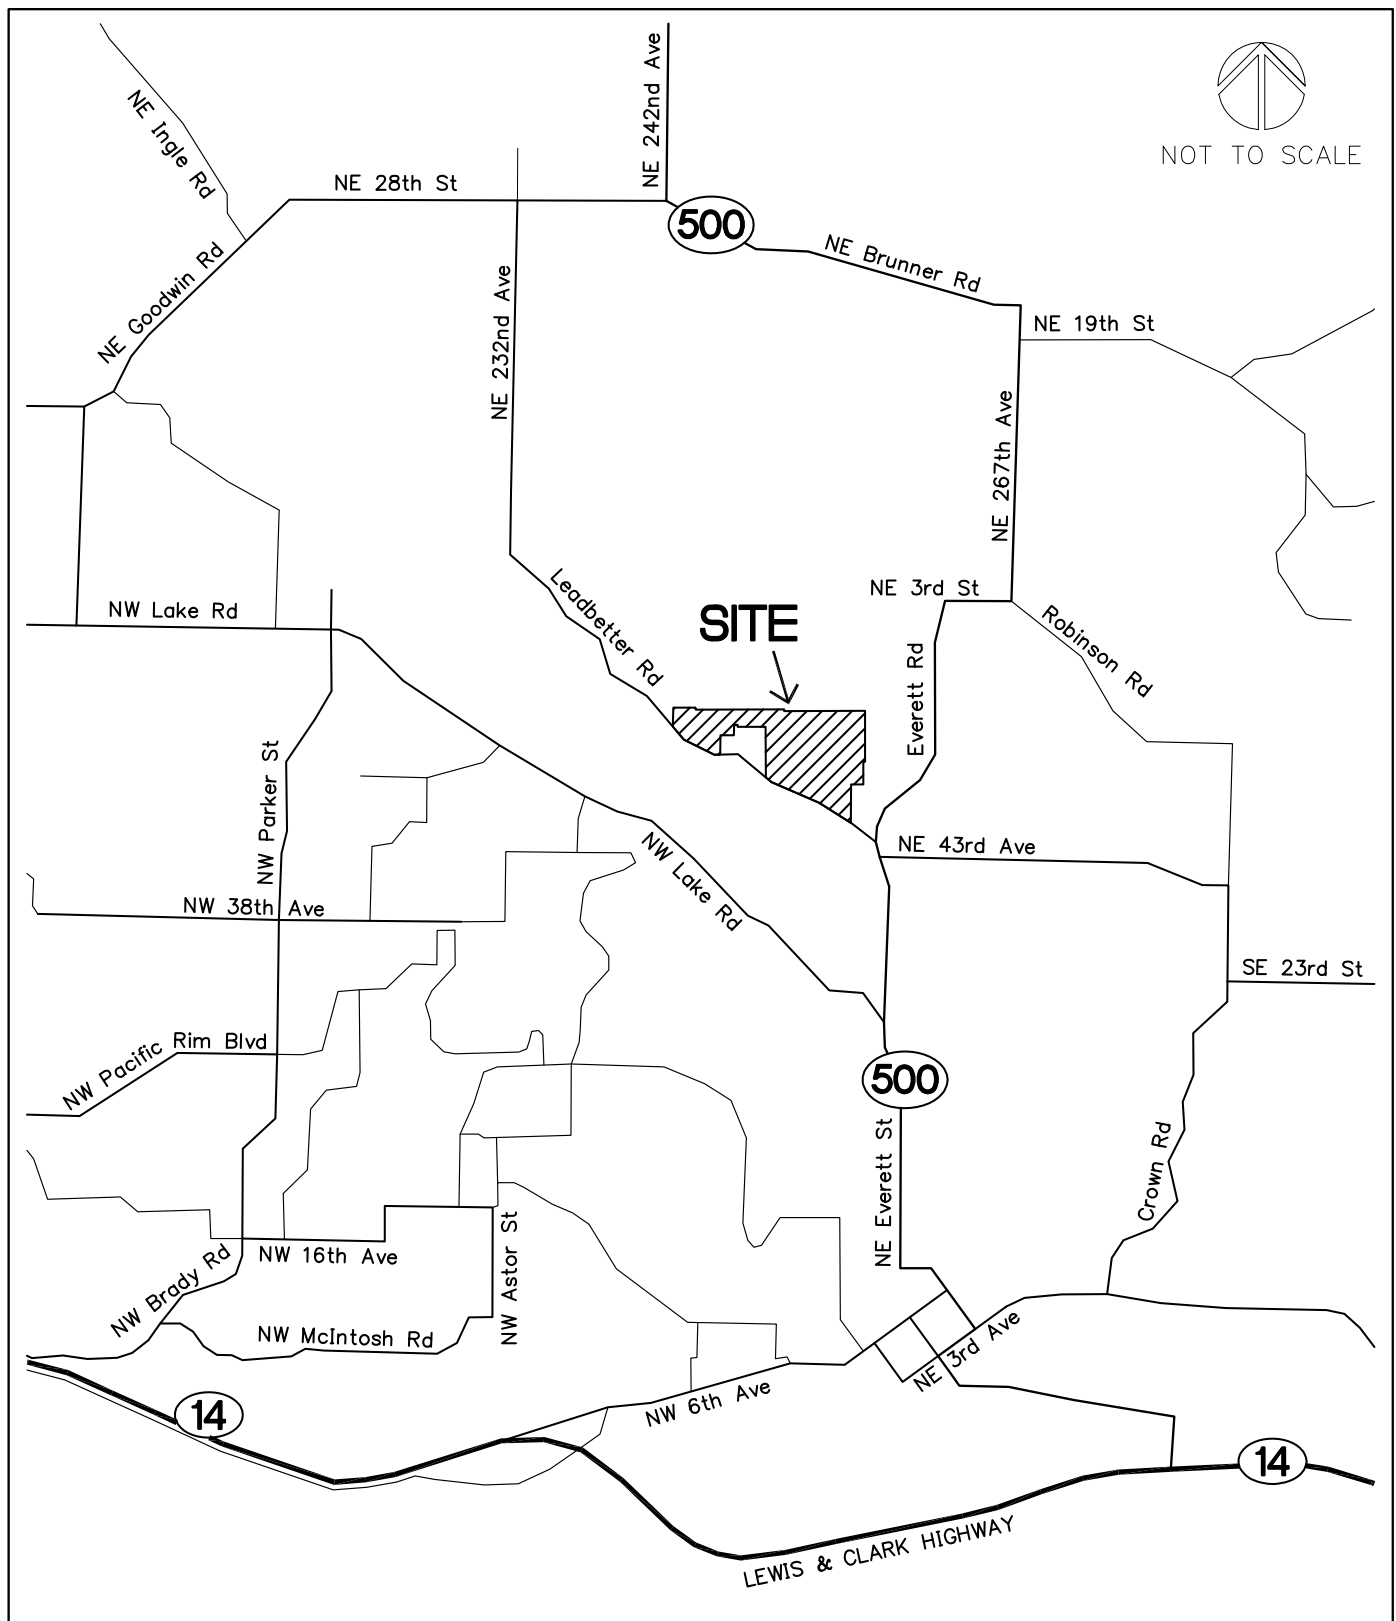 NE 242nd Ave
NE Ingle Rd
NOT TO SCALE
NE 28th St
500
NE Brunner Rd
NE Goodwin Rd
NE 232nd Ave
NE 19th St
NE 267th Ave
NE 3rd St
NW Lake Rd
Leadbetter Rd
SITE
Robinson Rd
Everett Rd
NW Parker St
NE 43rd Ave
NW Lake Rd
NW 38th Ave
SE 23rd St
NW Pacific Rim Blvd
500
NE Everett St
Crown Rd
NW Astor St
NW 16th Ave
NW Brady Rd
NW McIntosh Rd
NE 3rd Ave
NW 6th Ave
14
14
LEWIS & CLARK HIGHWAY